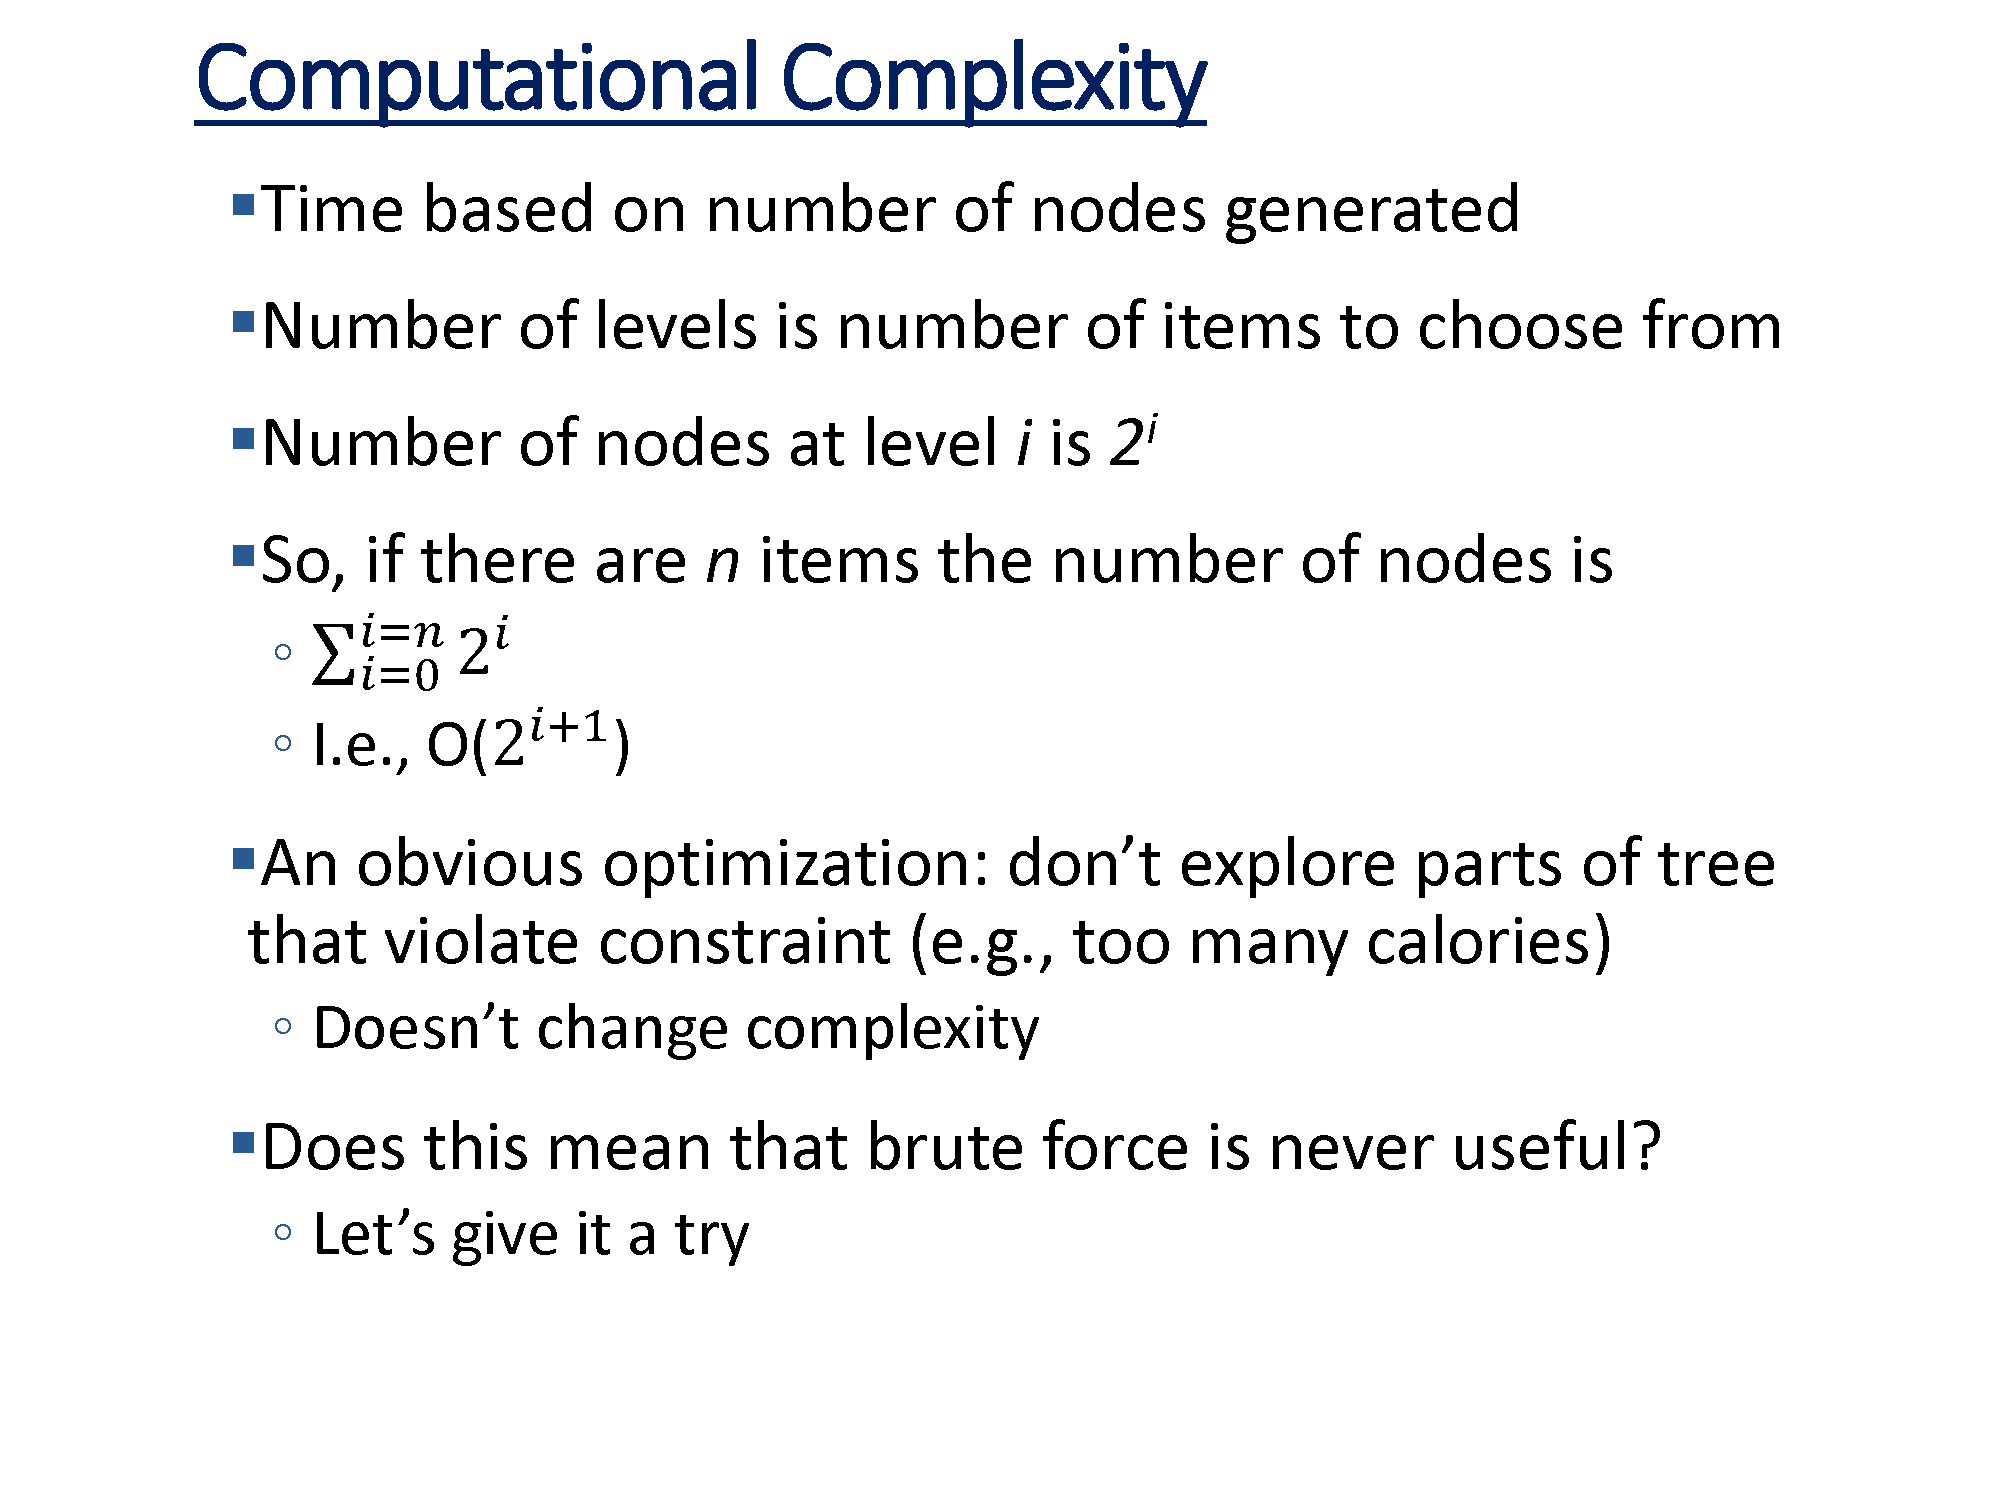 Computational Complexity
▪Time based on number of nodes generated
▪Number of levels is number of items to choose from
▪Number of nodes at level i is 2^i
▪So, if there are n items the number of nodes is
◦ ∑_{i=0}^{i=n} 2^i
◦ I.e., O(2^{i+1})
▪An obvious optimization: don’t explore parts of tree
that violate constraint (e.g., too many calories)
◦ Doesn’t change complexity
▪Does this mean that brute force is never useful?
◦ Let’s give it a try